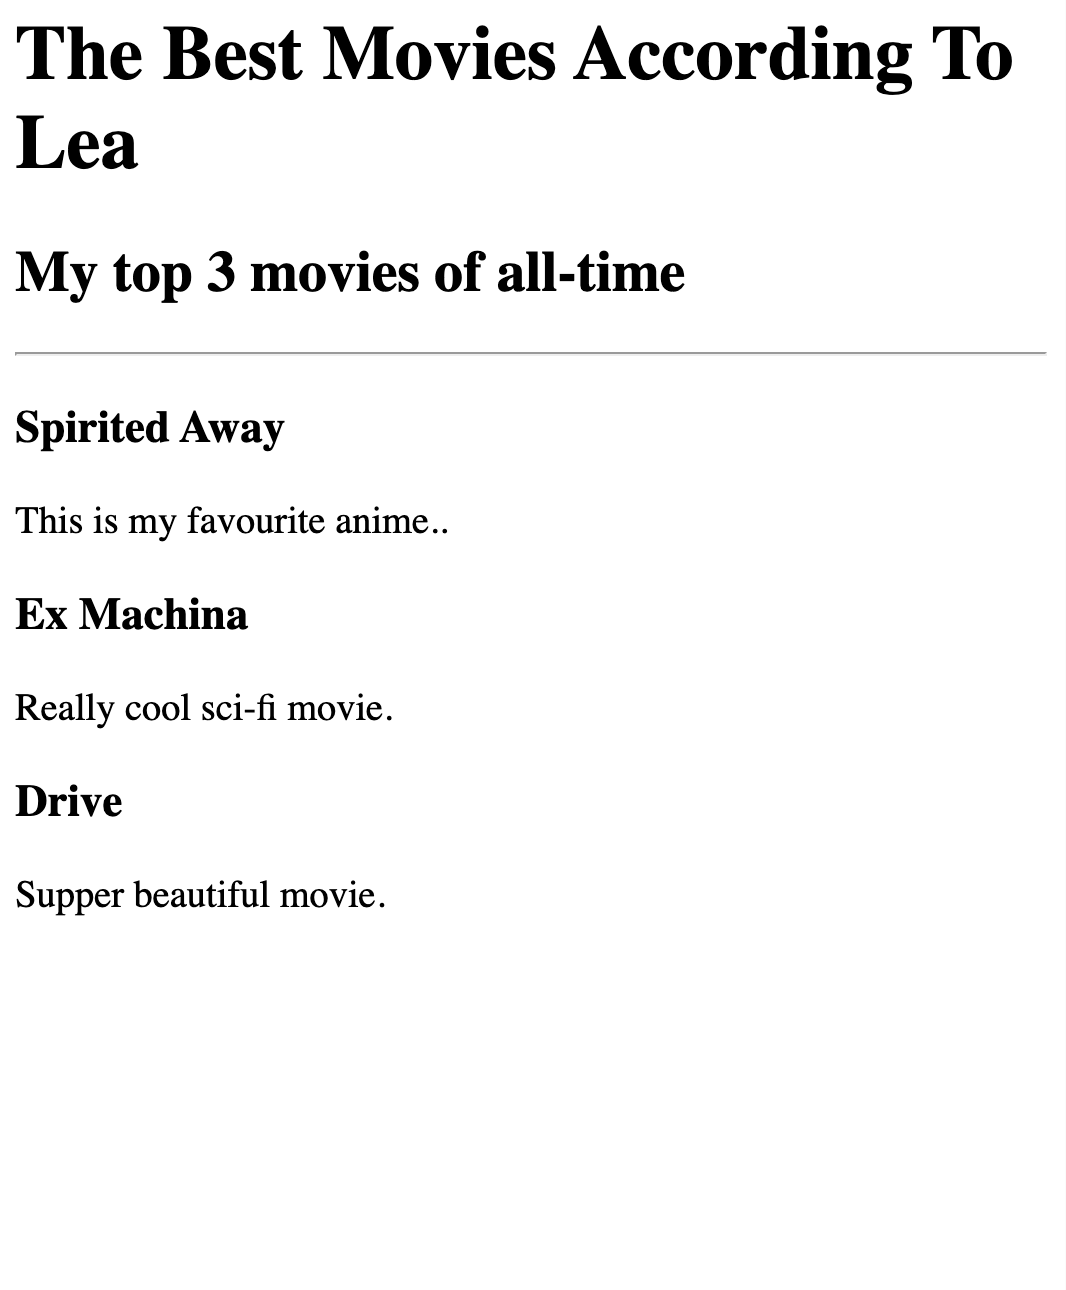 The Best Movies According To
Lea
My top 3 movies of all-time
Spirited Away
This is my favourite anime..
Ex Machina
Really cool sci-fi movie.
Drive
Supper beautiful movie.